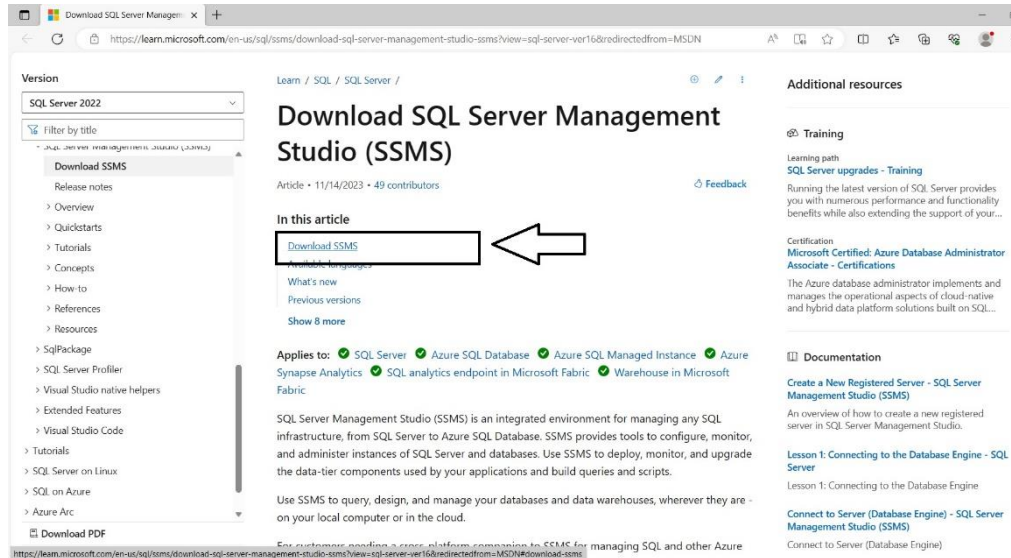 Download SQL Server Managem
https://learn.microsoft.com/en-us/sql/ssms/download-sql-server-management-studio-ssms?view=sql-server-ver16&redirectedfrom=MSDN
Version
SQL Server 2022
Filter by title
SQL Server Management Studio (SSMS)
Download SSMS
Release notes
Overview
Quickstarts
Tutorials
Concepts
How-to
References
Resources
SqlPackage
SQL Server Profiler
Visual Studio native helpers
Extended Features
Visual Studio Code
Tutorials
SQL Server on Linux
SQL on Azure
Azure Arc
Download PDF
Learn / SQL / SQL Server /
Download SQL Server Management
Studio (SSMS)
Article • 11/14/2023 • 49 contributors
Feedback
In this article
Download SSMS
Available languages
What's new
Previous versions
Show 8 more
Applies to: SQL Server Azure SQL Database Azure SQL Managed Instance Azure
Synapse Analytics SQL analytics endpoint in Microsoft Fabric Warehouse in Microsoft
Fabric
SQL Server Management Studio (SSMS) is an integrated environment for managing any SQL
infrastructure, from SQL Server to Azure SQL Database. SSMS provides tools to configure, monitor,
and administer instances of SQL Server and databases. Use SSMS to deploy, monitor, and upgrade
the data-tier components used by your applications and build queries and scripts.
Use SSMS to query, design, and manage your databases and data warehouses, wherever they are -
on your local computer or in the cloud.
For customers needing a cross-platform companion to SSMS for managing SQL and other Azure
Additional resources
Training
Learning path
SQL Server upgrades - Training
Running the latest version of SQL Server provides
you with numerous performance and functionality
benefits while also extending the support of your...
Certification
Microsoft Certified: Azure Database Administrator
Associate - Certifications
The Azure database administrator implements and
manages the operational aspects of cloud-native
and hybrid data platform solutions built on SQL...
Documentation
Create a New Registered Server - SQL Server
Management Studio (SSMS)
An overview of how to create a new registered
server in SQL Server Management Studio.
Lesson 1: Connecting to the Database Engine - SQL
Server
Lesson 1: Connecting to the Database Engine
Connect to Server (Database Engine) - SQL Server
Management Studio (SSMS)
Connect to Server (Database Engine)
https://learn.microsoft.com/en-us/sql/ssms/download-sql-server-management-studio-ssms?view=sql-server-ver16&redirectedfrom=MSDN#download-ssms